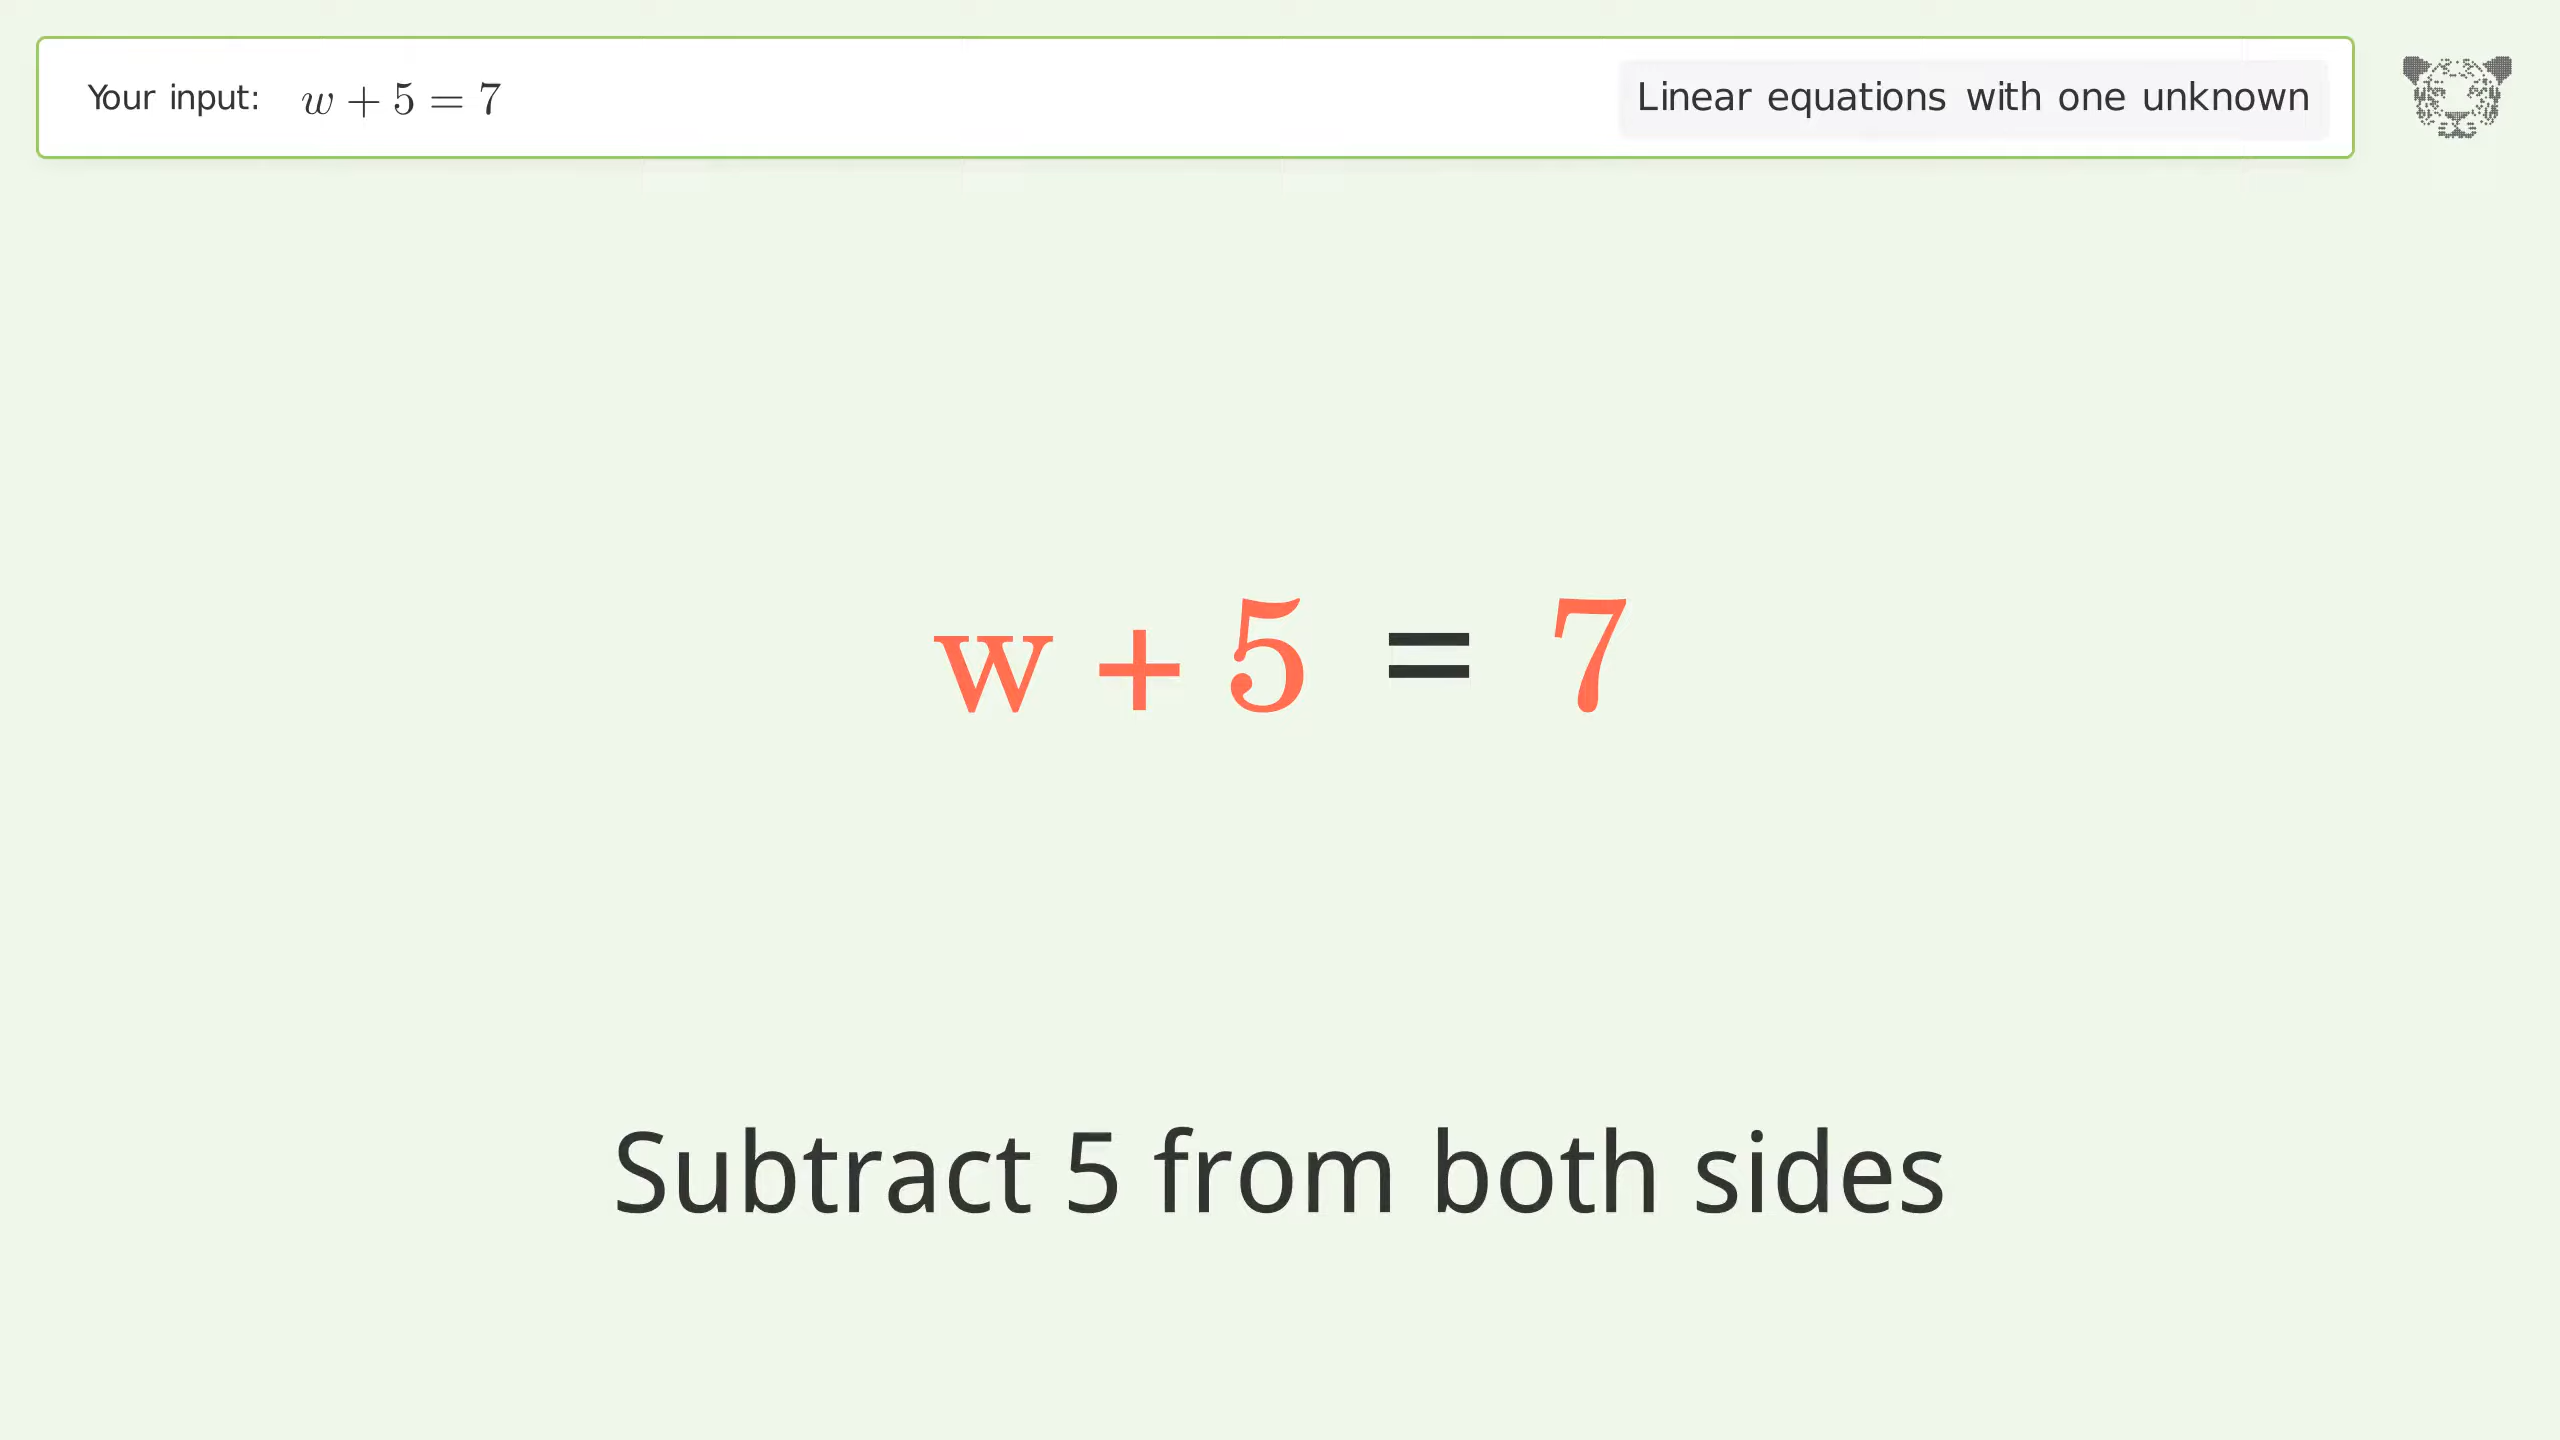 Your input: w + 5 = 7 Linear equations with one unknown
w + 5 = 7
Subtract 5 from both sides